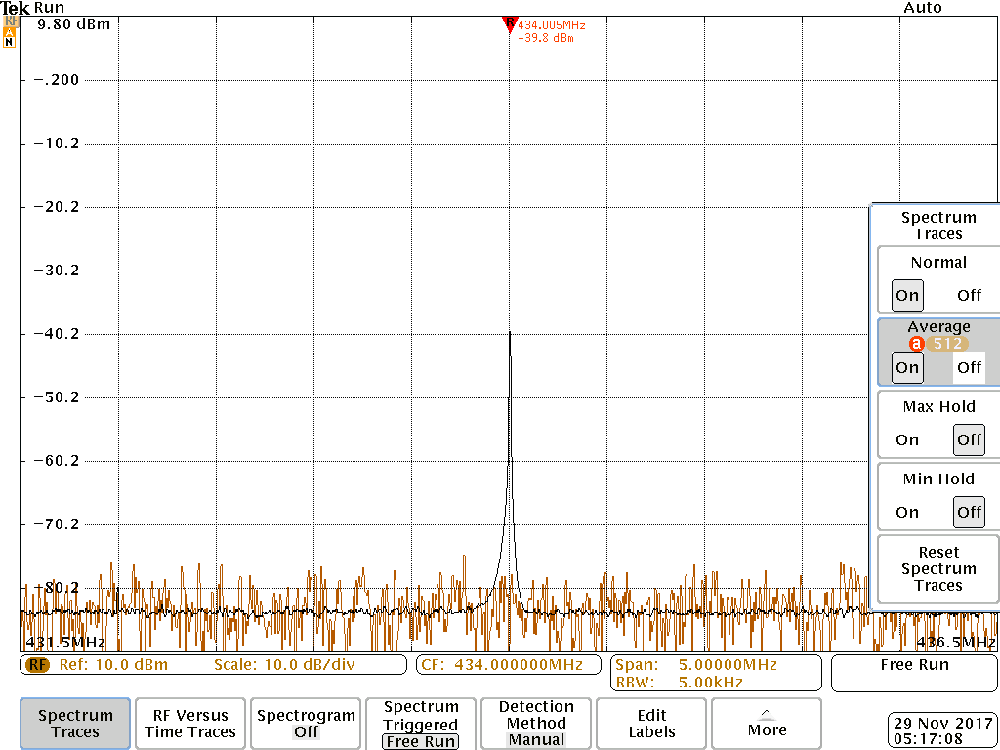 Tek Run Auto
RF
A
N
9.80 dBm
R
434.005MHz
-39.8 dBm
-.200
-10.2
-20.2
-30.2
-40.2
-50.2
-60.2
-70.2
-80.2
431.5MHz
436.5MHz
Spectrum
Traces
Normal
On Off
Average
a 512
On Off
Max Hold
On Off
Min Hold
On Off
Reset
Spectrum
Traces
RF Ref: 10.0 dBm Scale: 10.0 dB/div
CF: 434.000000MHz
Span: 5.00000MHz
RBW: 5.00kHz
Free Run
Spectrum
Traces
RF Versus
Time Traces
Spectrogram
Off
Spectrum
Triggered
Free Run
Detection
Method
Manual
Edit
Labels
More
29 Nov 2017
05:17:08